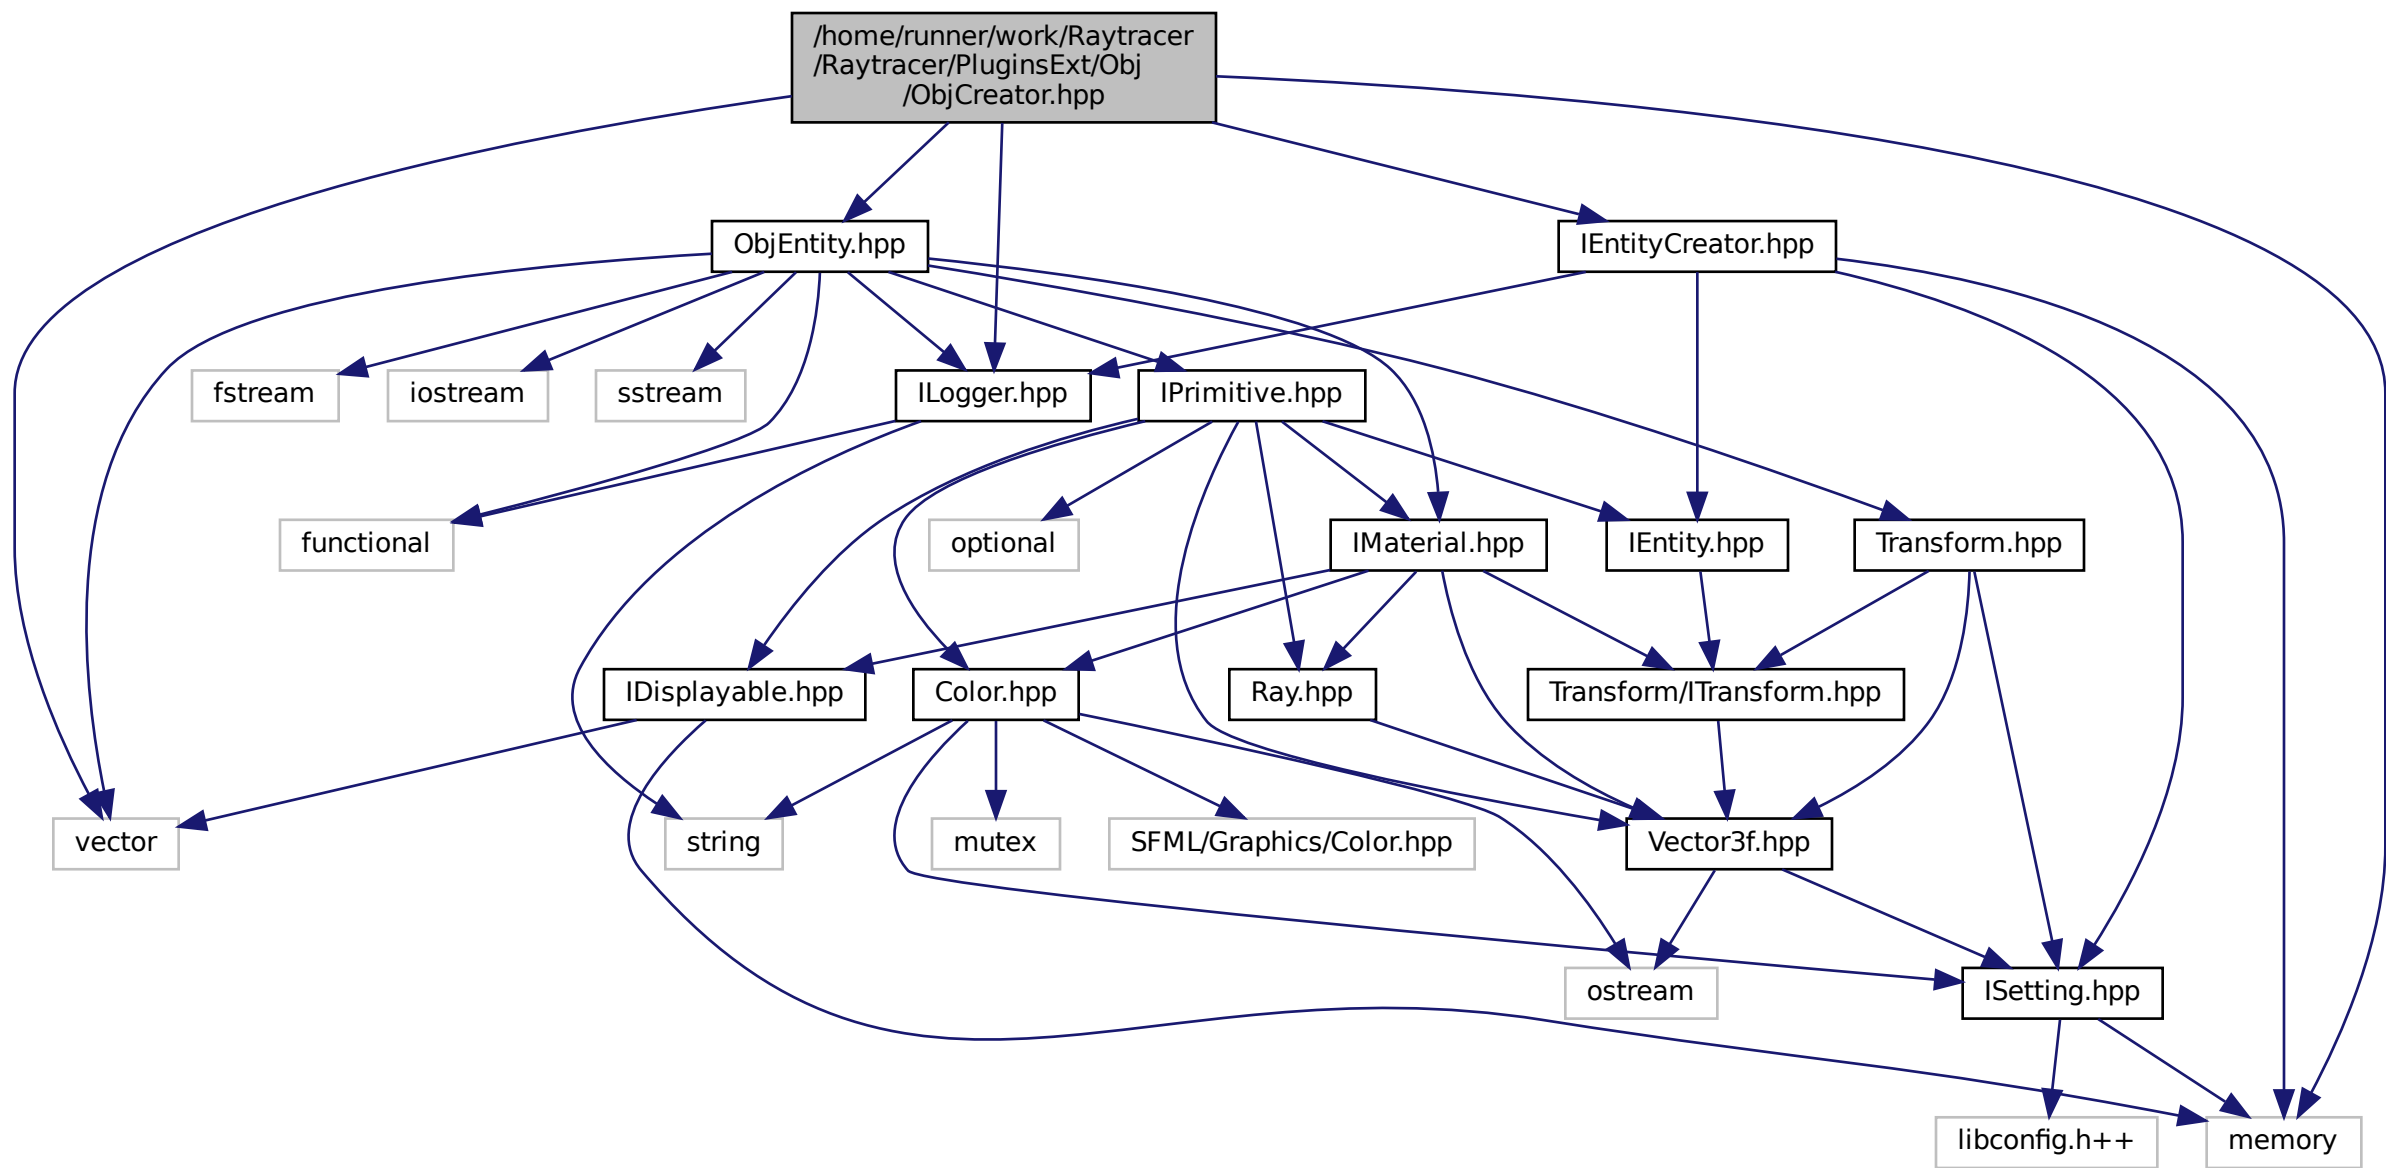 /home/runner/work/Raytracer
/Raytracer/PluginsExt/Obj
/ObjCreator.hpp
ObjEntity.hpp
IEntityCreator.hpp
fstream
iostream
sstream
ILogger.hpp
IPrimitive.hpp
functional
optional
IMaterial.hpp
IEntity.hpp
Transform.hpp
IDisplayable.hpp
Color.hpp
Ray.hpp
Transform/ITransform.hpp
vector
string
mutex
SFML/Graphics/Color.hpp
Vector3f.hpp
ostream
ISetting.hpp
libconfig.h++
memory